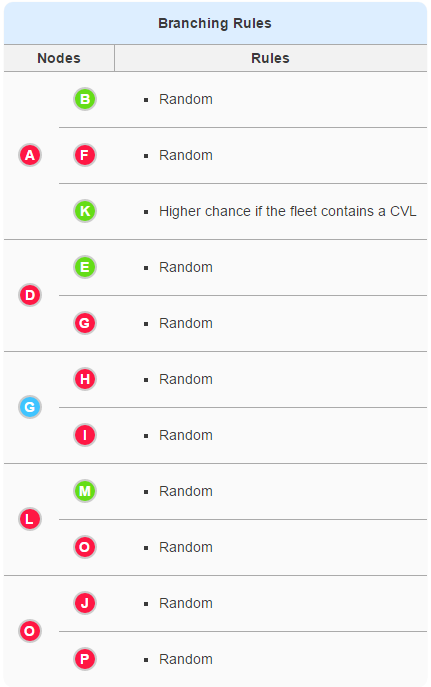 Branching Rules
Nodes Rules
B Random
A F Random
K Higher chance if the fleet contains a CVL
E Random
D
G Random
H Random
G
I Random
M Random
L
O Random
J Random
O
P Random